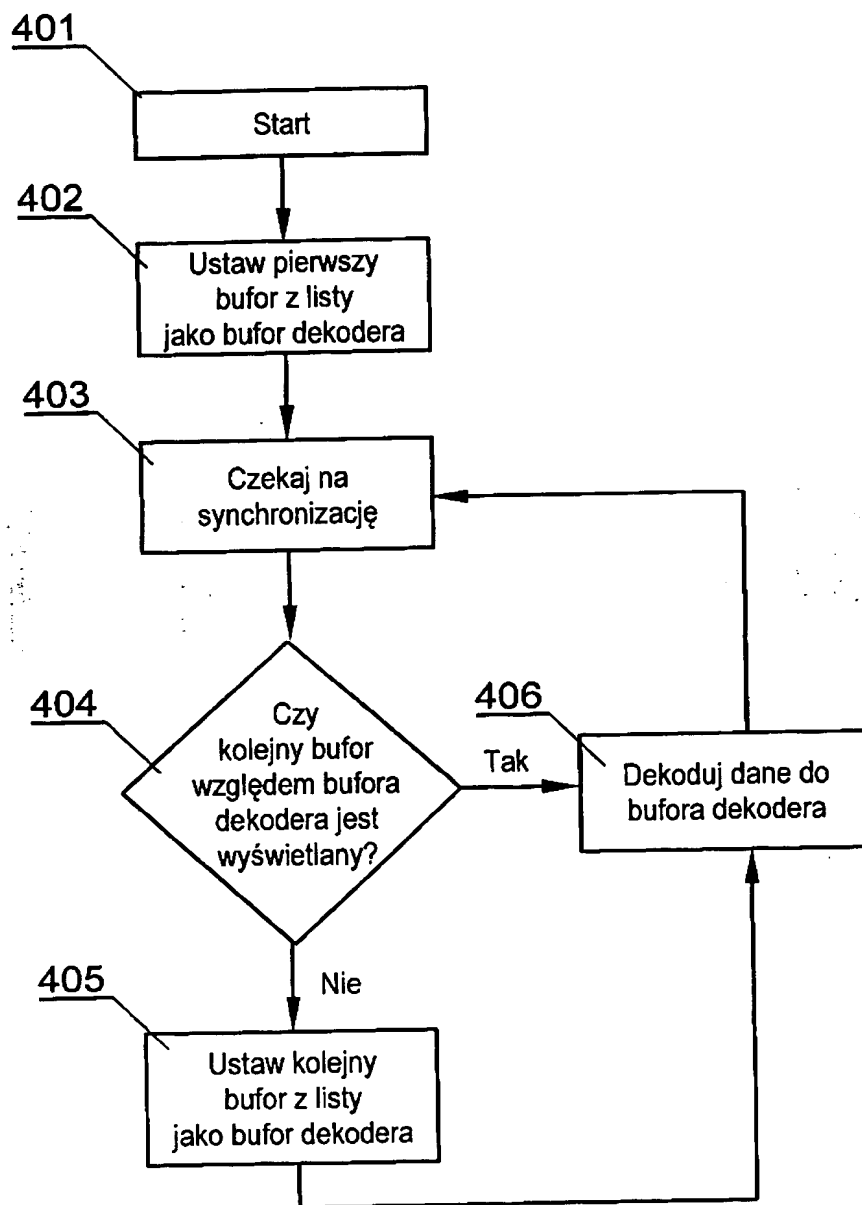 401
Start
402
Ustaw pierwszy
bufor z listy
jako bufor dekodera
403
Czekaj na
synchronizację
404
Czy
kolejny bufor
względem bufora
dekodera jest
wyświetlany?
Tak
406
Dekoduj dane do
bufora dekodera
Nie
405
Ustaw kolejny
bufor z listy
jako bufor dekodera